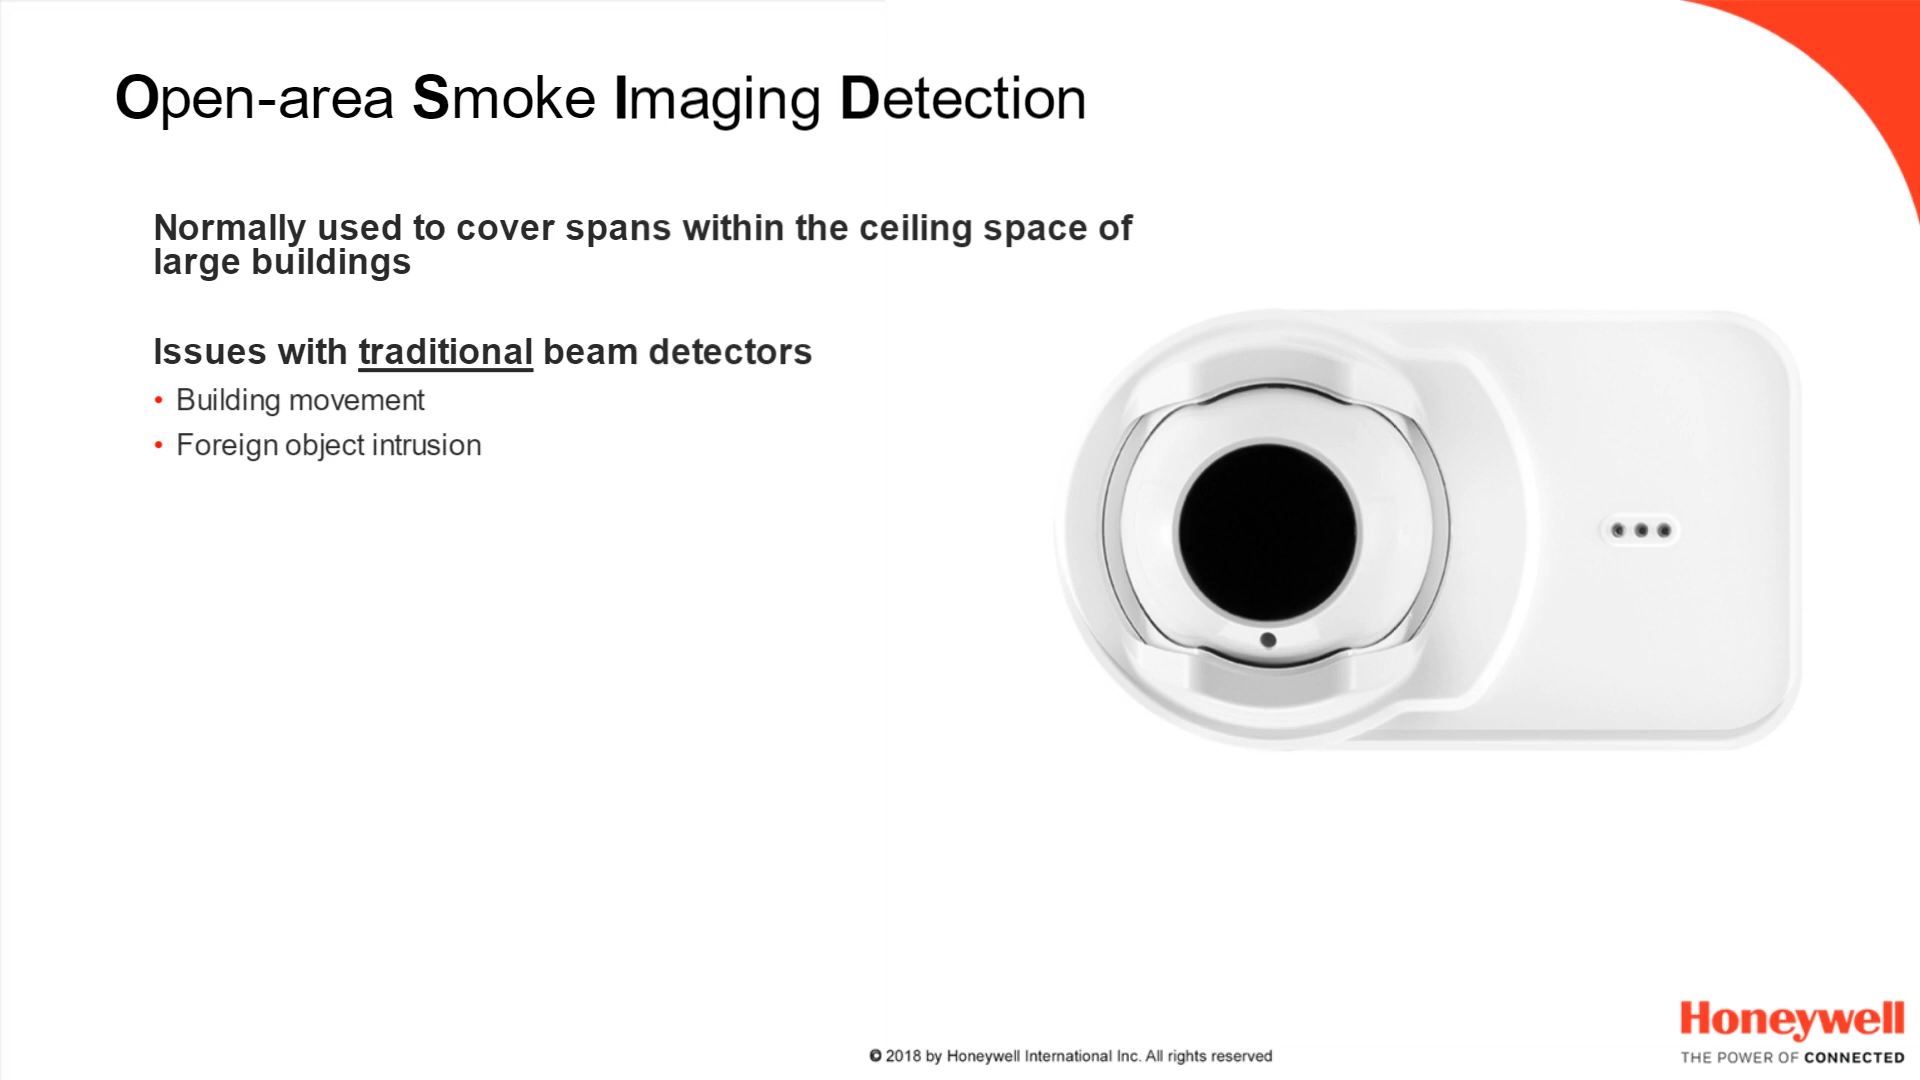 Open-area Smoke Imaging Detection
Normally used to cover spans within the ceiling space of
large buildings
Issues with traditional beam detectors
• Building movement
• Foreign object intrusion
Honeywell
THE POWER OF CONNECTED
© 2018 by Honeywell International Inc. All rights reserved